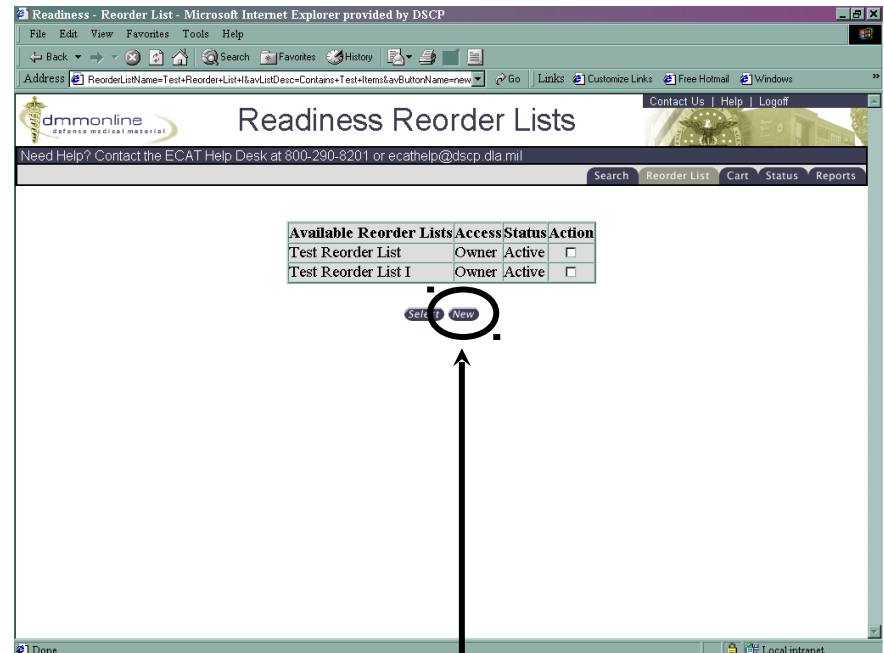 Readiness - Reorder List - Microsoft Internet Explorer provided by DSCP
File Edit View Favorites Tools Help
Back Search Favorites History
Address ReorderListName=Test+Reorder+List+I&avListDesc=Contains+Test+Items&avButtonName=new Go Links Customize Links Free Hotmail Windows »
Contact Us | Help | Logoff
dmmonline
defense medical material
Readiness Reorder Lists
Need Help? Contact the ECAT Help Desk at 800-290-8201 or ecathelp@dscp.dla.mil
Search Reorder List Cart Status Reports
Available Reorder Lists Access Status Action
Test Reorder List Owner Active
Test Reorder List I Owner Active
Select New
Done Local intranet